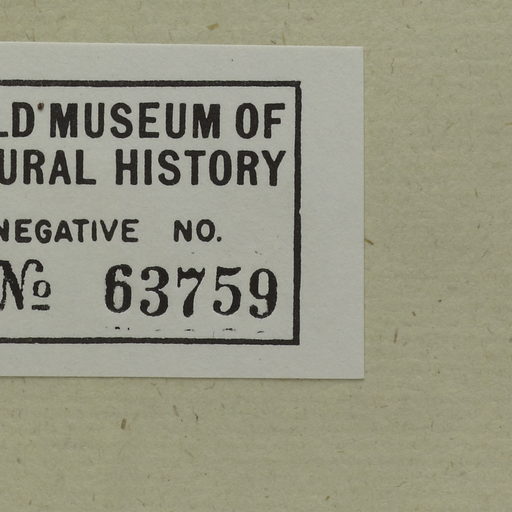 LD MUSEUM OF
URAL HISTORY
NEGATIVE NO.
No 63759